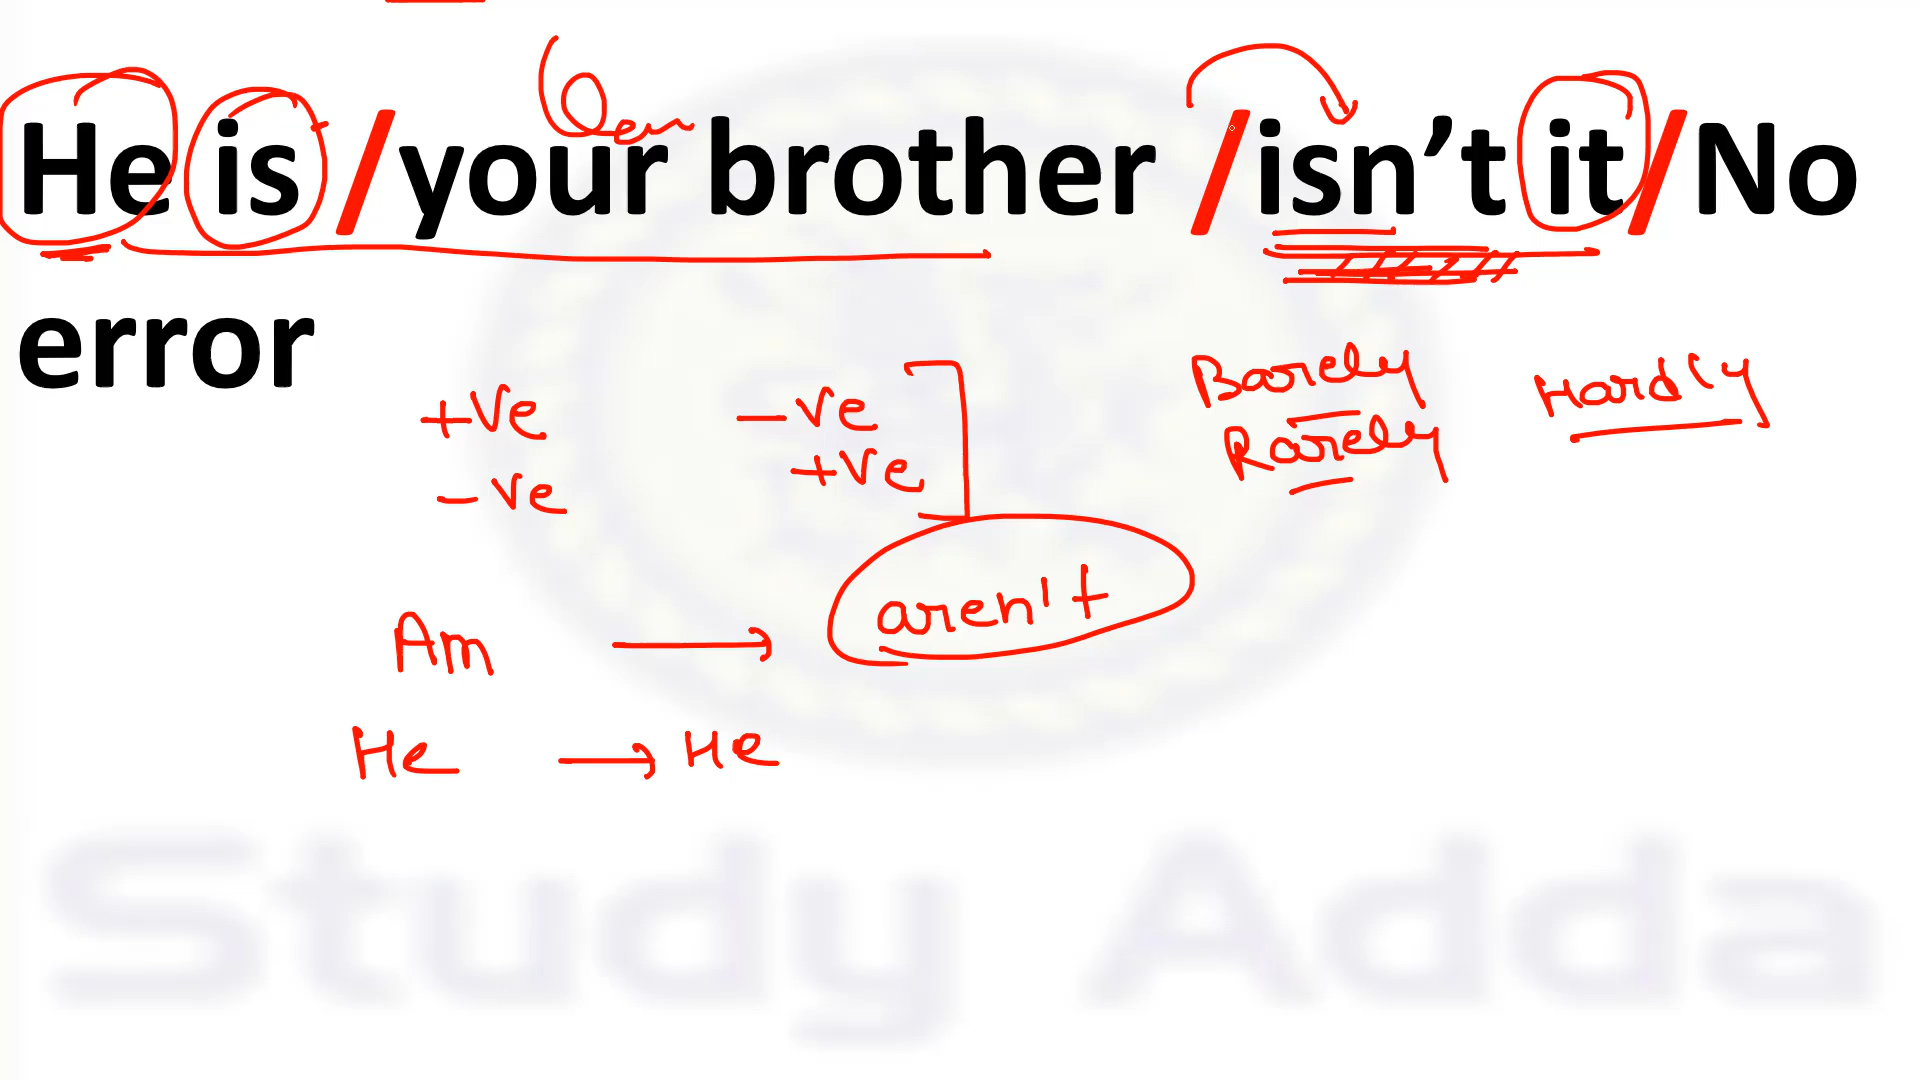 He is /your brother /isn’t it/No
error
+ve -ve
-ve +ve
Barely Hardly
Rarely
Am → aren't
He → He
Study Adda